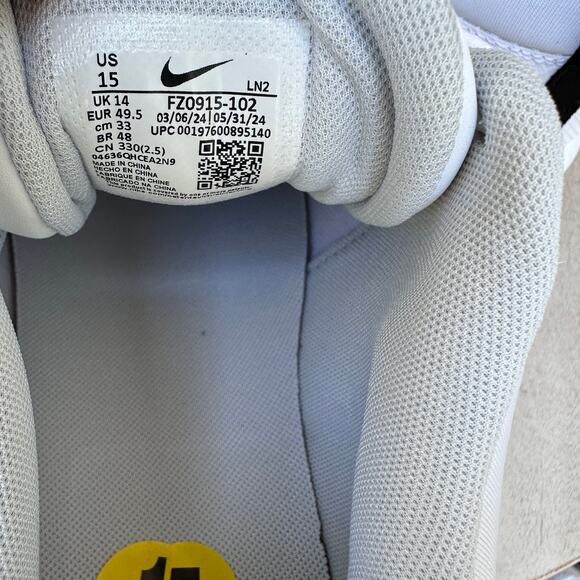 US
15
LN2
UK 14
EUR 49.5
cm 33
BR 48
CN 330(2.5)
FZ0915-102
03/06/24 05/31/24
UPC 00197600895140
04636QHCEA2N9
MADE IN CHINA
HECHO EN CHINA
FABRIQUE EN CHINE
FABRICADO NA CHINA
15